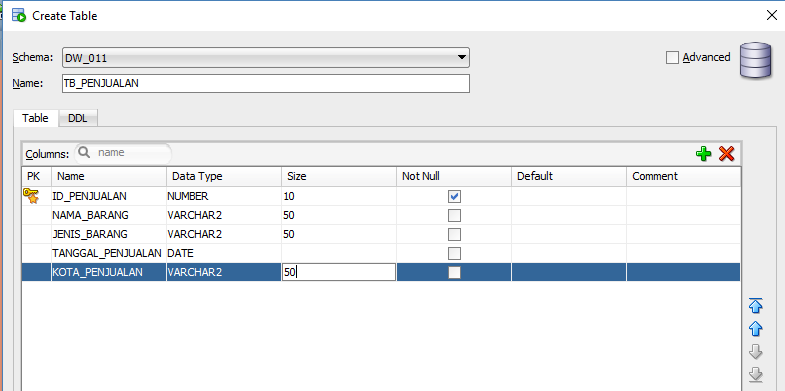 Create Table
Schema: DW_011 Advanced
Name: TB_PENJUALAN
Table DDL
Columns: name
PK Name Data Type Size Not Null Default Comment
ID_PENJUALAN NUMBER 10
NAMA_BARANG VARCHAR2 50
JENIS_BARANG VARCHAR2 50
TANGGAL_PENJUALAN DATE
KOTA_PENJUALAN VARCHAR2 50